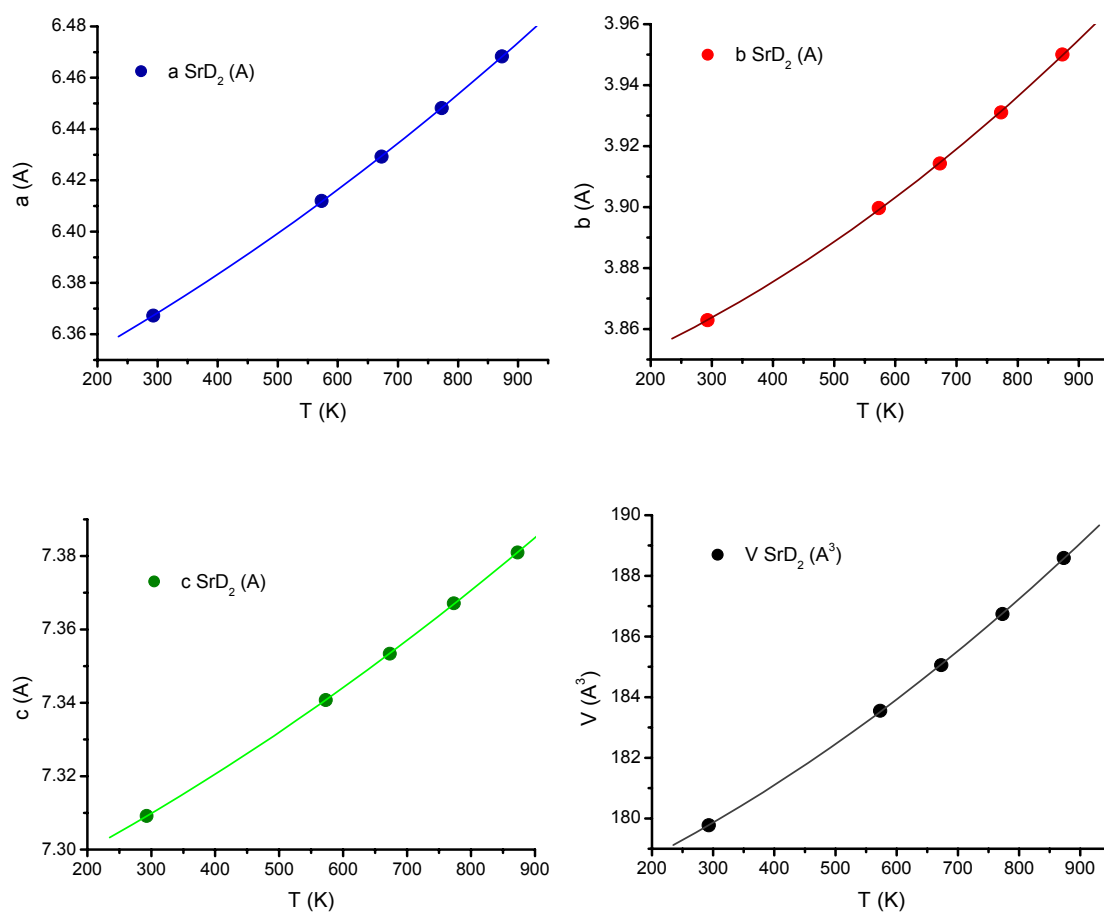 6.48
6.46
6.44
6.42
6.40
6.38
6.36
a (A)
a SrD₂ (A)
200 300 400 500 600 700 800 900
T (K)
3.96
3.94
3.92
3.90
3.88
3.86
b (A)
b SrD₂ (A)
200 300 400 500 600 700 800 900
T (K)
7.38
7.36
7.34
7.32
7.30
c (A)
c SrD₂ (A)
200 300 400 500 600 700 800 900
T (K)
190
188
186
184
182
180
V (A³)
V SrD₂ (A³)
200 300 400 500 600 700 800 900
T (K)